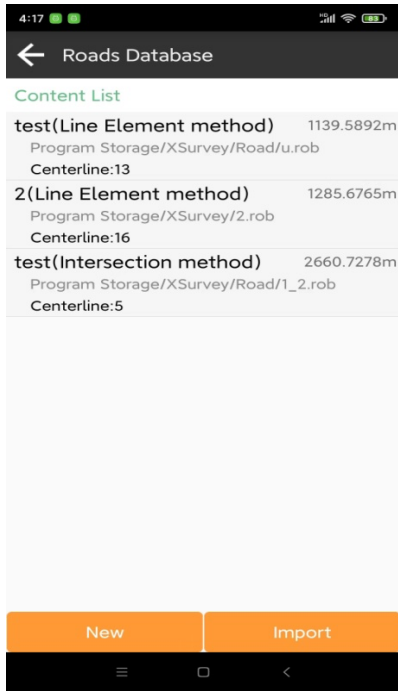 4:17 HD 83
Roads Database
Content List
test(Line Element method) 1139.5892m
Program Storage/XSurvey/Road/u.rob
Centerline:13
2(Line Element method) 1285.6765m
Program Storage/XSurvey/2.rob
Centerline:16
test(Intersection method) 2660.7278m
Program Storage/XSurvey/Road/1_2.rob
Centerline:5
New Import